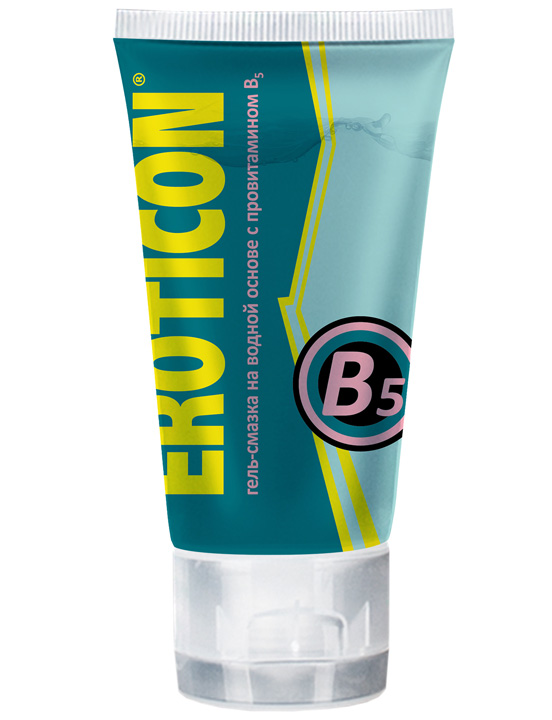 EROTICON®
гель-смазка на водной основе с провитамином B₅
B₅